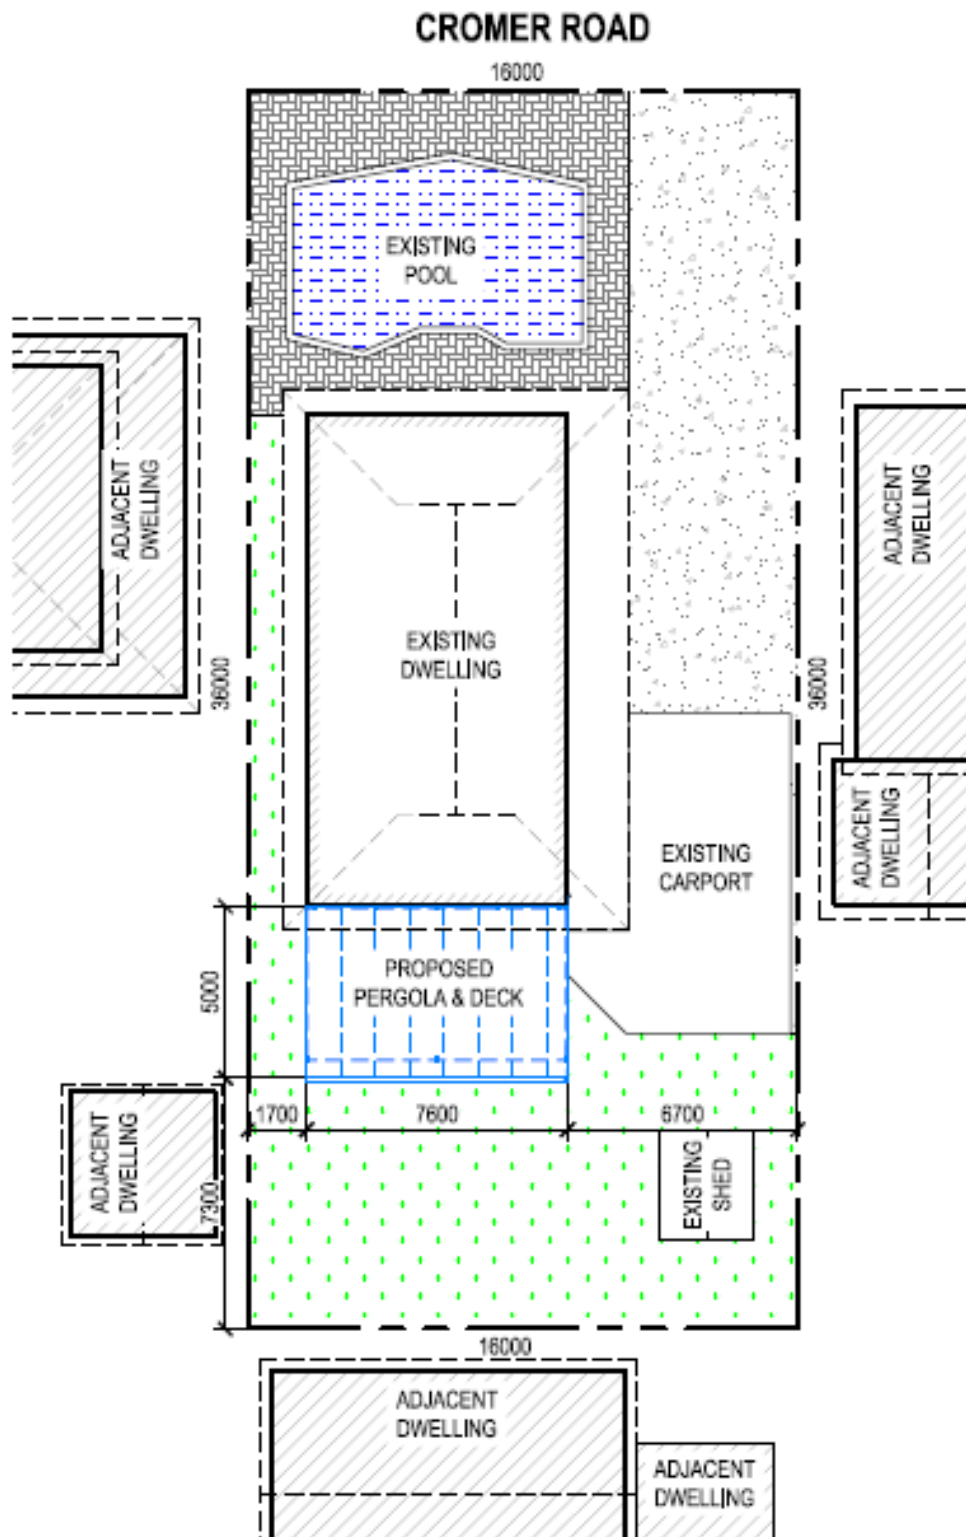 CROMER ROAD
16000
EXISTING
POOL
ADJACENT
DWELLING
ADJACENT
DWELLING
EXISTING
DWELLING
36000
36000
ADJACENT
DWELLING
EXISTING
CARPORT
5000
PROPOSED
PERGOLA & DECK
1700
7600
6700
ADJACENT
DWELLING
7300
EXISTING
SHED
16000
ADJACENT
DWELLING
ADJACENT
DWELLING